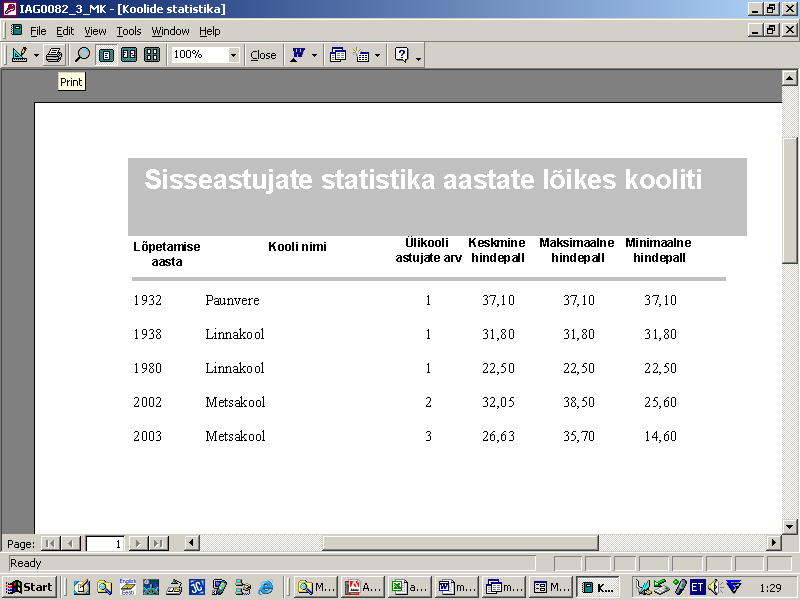 IAG0082_3_MK - [Koolide statistika]
File Edit View Tools Window Help
100% Close
Print
Sisseastujate statistika aastate lõikes kooliti
Lõpetamise aasta Kooli nimi Ülikooli astujate arv Keskmine hindepall Maksimaalne hindepall Minimaalne hindepall
1932 Paunvere 1 37,10 37,10 37,10
1938 Linnakool 1 31,80 31,80 31,80
1980 Linnakool 1 22,50 22,50 22,50
2002 Metsakool 2 32,05 38,50 25,60
2003 Metsakool 3 26,63 35,70 14,60
Page: 1
Ready
Start M... A... a... m... m... M... K... ET 1:29